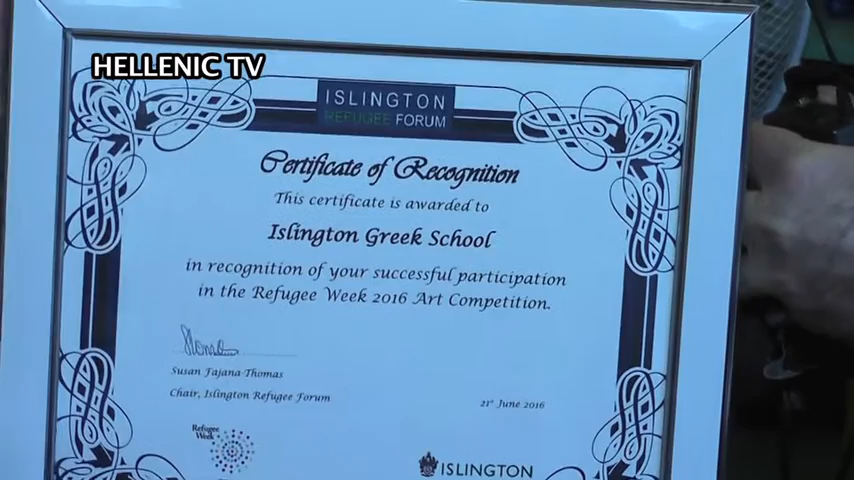 HELLENIC TV
ISLINGTON
REFUGEE FORUM
Certificate of Recognition
This certificate is awarded to
Islington Greek School
in recognition of your successful participation
in the Refugee Week 2016 Art Competition.
Susan Fajana-Thomas
Chair, Islington Refugee Forum
21st June 2016
Refugee
Week
ISLINGTON